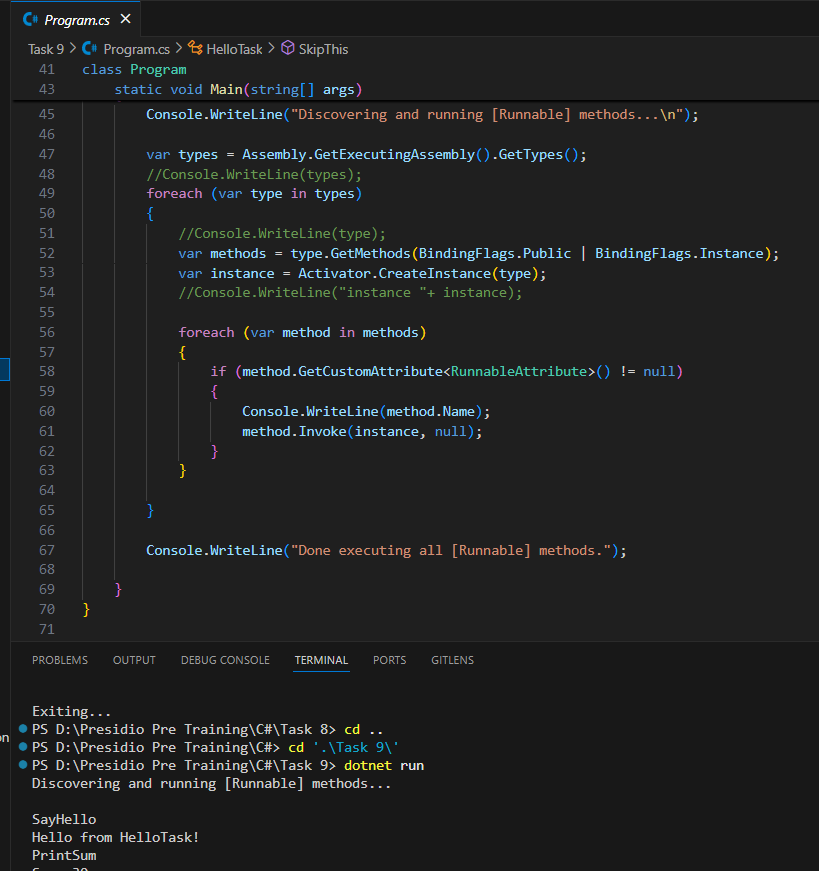 Program.cs
Task 9 > Program.cs > HelloTask > SkipThis
41 class Program
43 static void Main(string[] args)
45 Console.WriteLine("Discovering and running [Runnable] methods...\n");
46
47 var types = Assembly.GetExecutingAssembly().GetTypes();
48 //Console.WriteLine(types);
49 foreach (var type in types)
50 {
51 //Console.WriteLine(type);
52 var methods = type.GetMethods(BindingFlags.Public | BindingFlags.Instance);
53 var instance = Activator.CreateInstance(type);
54 //Console.WriteLine("instance "+ instance);
55
56 foreach (var method in methods)
57 {
58 if (method.GetCustomAttribute<RunnableAttribute>() != null)
59 {
60 Console.WriteLine(method.Name);
61 method.Invoke(instance, null);
62 }
63 }
64
65 }
66
67 Console.WriteLine("Done executing all [Runnable] methods.");
68
69 }
70 }
71
PROBLEMS OUTPUT DEBUG CONSOLE TERMINAL PORTS GITLENS
Exiting...
PS D:\Presidio Pre Training\C#\Task 8> cd ..
on
PS D:\Presidio Pre Training\C#> cd '.\Task 9\'
PS D:\Presidio Pre Training\C#\Task 9> dotnet run
Discovering and running [Runnable] methods...
SayHello
Hello from HelloTask!
PrintSum